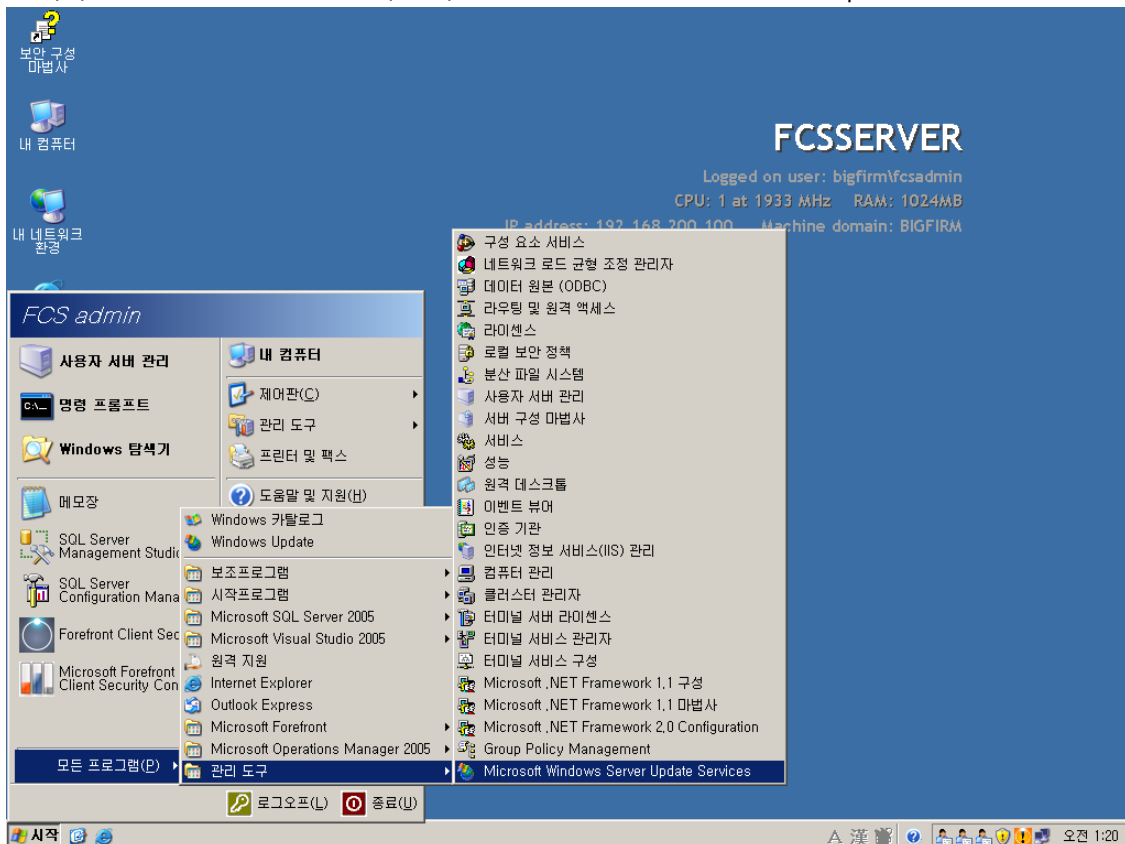 보안 구성
마법사
내 컴퓨터
내 네트워크
환경
FCSSERVER
Logged on user: bigfirm\fcsadmin
CPU: 1 at 1933 MHz RAM: 1024MB
IP address: 192.168.200.100 Machine domain: BIGFIRM
FCS admin
사용자 서버 관리
명령 프롬프트
Windows 탐색기
메모장
SQL Server
Management Studio
SQL Server
Configuration Mana
Forefront Client Sec
Microsoft Forefront
Client Security Con
모든 프로그램(P)
내 컴퓨터
제어판(C)
관리 도구
프린터 및 팩스
도움말 및 지원(H)
로그오프(L)
종료(U)
Windows 카탈로그
Windows Update
보조프로그램
시작프로그램
Microsoft SQL Server 2005
Microsoft Visual Studio 2005
원격 지원
Internet Explorer
Outlook Express
Microsoft Forefront
Microsoft Operations Manager 2005
관리 도구
구성 요소 서비스
네트워크 로드 균형 조정 관리자
데이터 원본 (ODBC)
라우팅 및 원격 액세스
라이센스
로컬 보안 정책
분산 파일 시스템
사용자 서버 관리
서버 구성 마법사
서비스
성능
원격 데스크톱
이벤트 뷰어
인증 기관
인터넷 정보 서비스(IIS) 관리
컴퓨터 관리
클러스터 관리자
터미널 서버 라이센스
터미널 서비스 관리자
터미널 서비스 구성
Microsoft .NET Framework 1.1 구성
Microsoft .NET Framework 1.1 마법사
Microsoft .NET Framework 2.0 Configuration
Group Policy Management
Microsoft Windows Server Update Services
시작
A 漢
오전 1:20